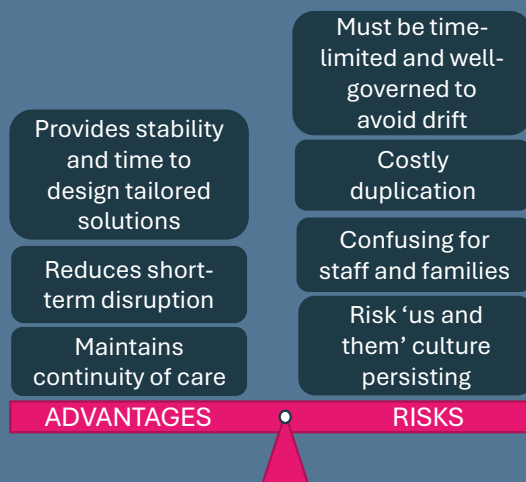 Provides stability
and time to
design tailored
solutions
Reduces short-
term disruption
Maintains
continuity of care
ADVANTAGES
Must be time-
limited and well-
governed to
avoid drift
Costly
duplication
Confusing for
staff and families
Risk ‘us and
them’ culture
persisting
RISKS